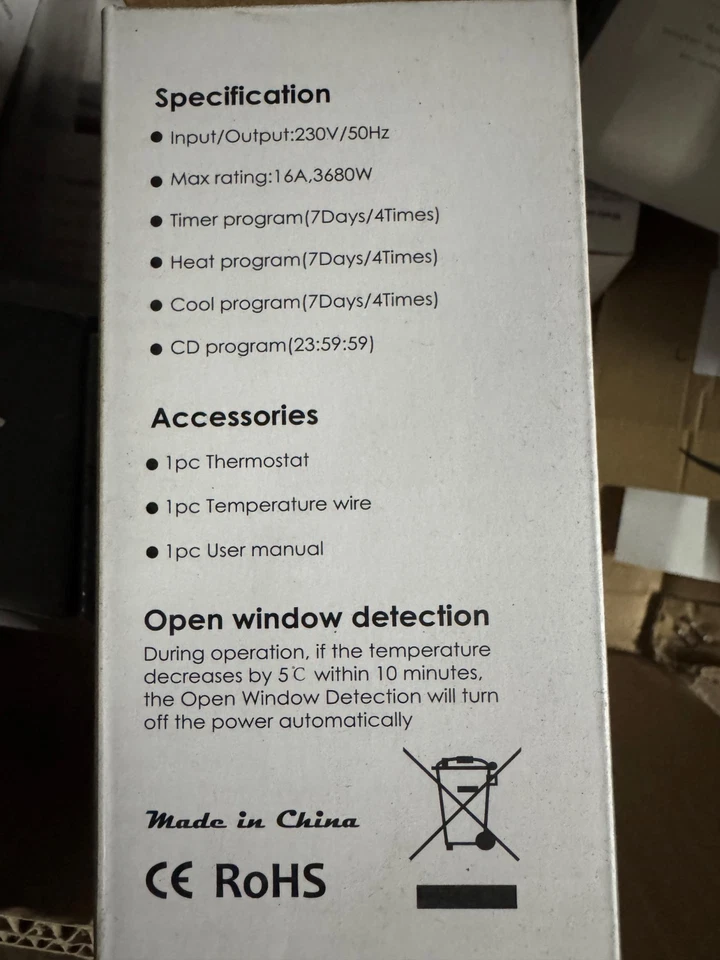 Specification
● Input/Output:230V/50Hz
● Max rating:16A,3680W
● Timer program(7Days/4Times)
● Heat program(7Days/4Times)
● Cool program(7Days/4Times)
● CD program(23:59:59)
Accessories
● 1pc Thermostat
● 1pc Temperature wire
● 1pc User manual
Open window detection
During operation, if the temperature
decreases by 5℃ within 10 minutes,
the Open Window Detection will turn
off the power automatically
Made in China
CE RoHS